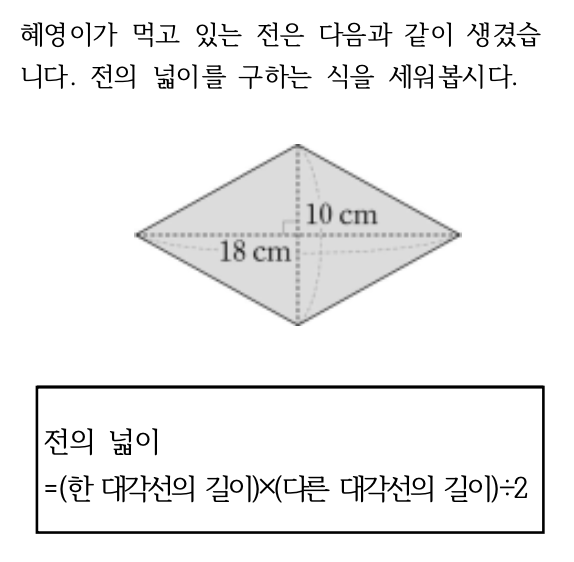 혜영이가 먹고 있는 전은 다음과 같이 생겼습
니다. 전의 넓이를 구하는 식을 세워봅시다.
10 cm
18 cm
전의 넓이
=(한 대각선의 길이)×(다른 대각선의 길이)÷2